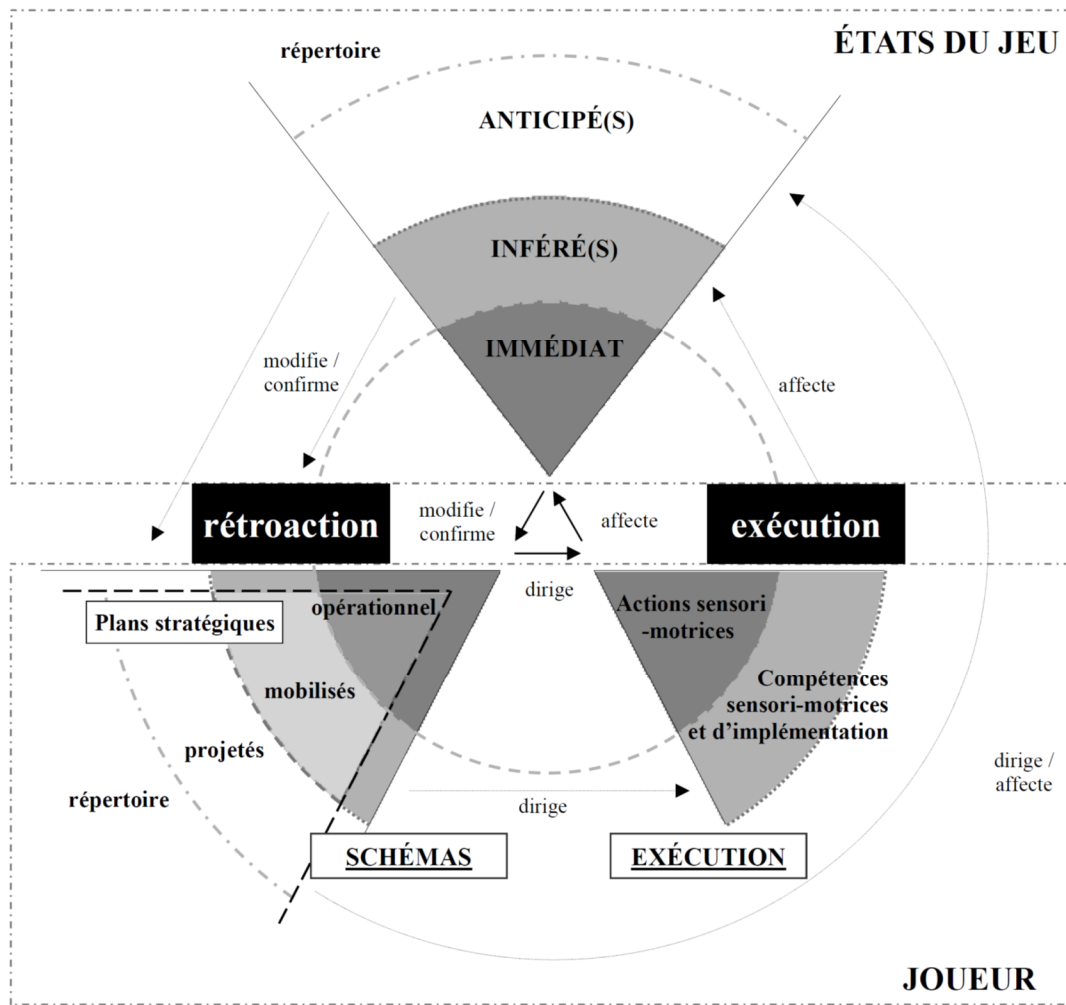 ÉTATS DU JEU
répertoire
ANTICIPÉ(S)
INFÉRÉ(S)
IMMÉDIAT
modifie /
confirme
affecte
rétroaction
modifie /
confirme
affecte
exécution
dirige
opérationnel
Plans stratégiques
mobilisés
projetés
répertoire
Actions sensori
-motrices
Compétences
sensori-motrices
et d’implémentation
dirige /
affecte
dirige
SCHÉMAS
EXÉCUTION
JOUEUR